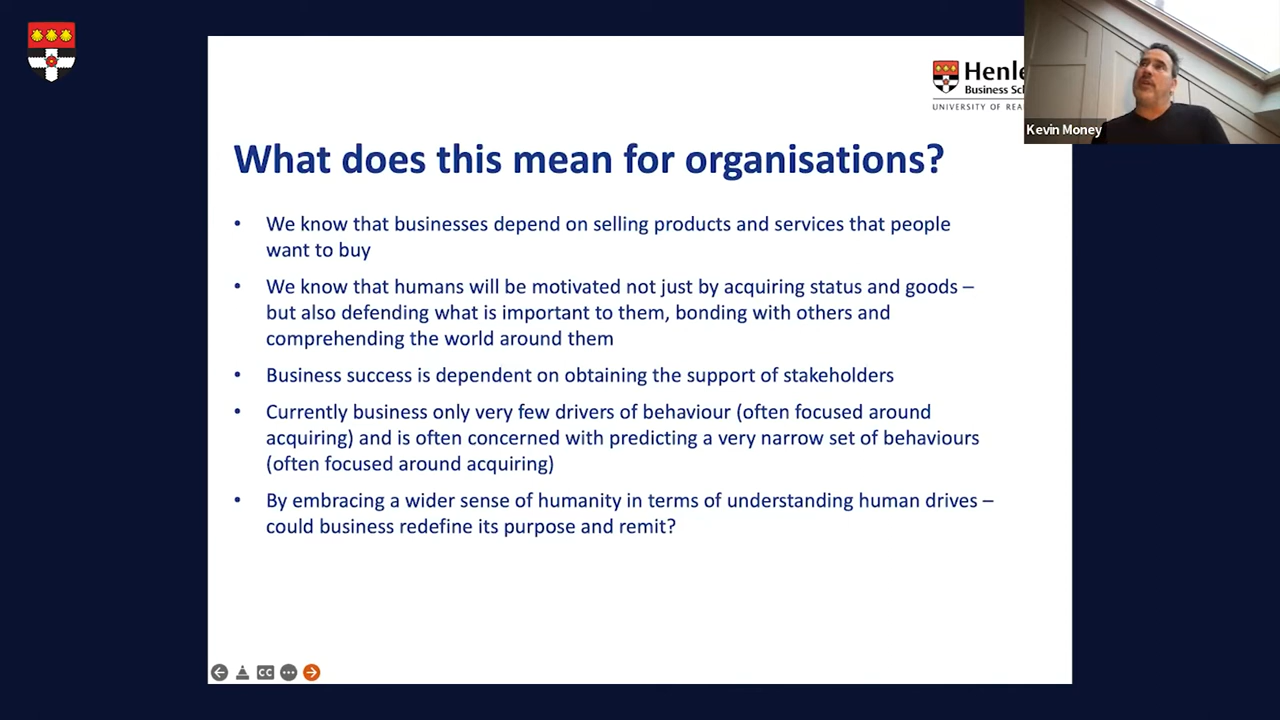 Henle
Business Sc
UNIVERSITY OF REA
Kevin Money
What does this mean for organisations?
• We know that businesses depend on selling products and services that people
want to buy
• We know that humans will be motivated not just by acquiring status and goods –
but also defending what is important to them, bonding with others and
comprehending the world around them
• Business success is dependent on obtaining the support of stakeholders
• Currently business only very few drivers of behaviour (often focused around
acquiring) and is often concerned with predicting a very narrow set of behaviours
(often focused around acquiring)
• By embracing a wider sense of humanity in terms of understanding human drives –
could business redefine its purpose and remit?
CC